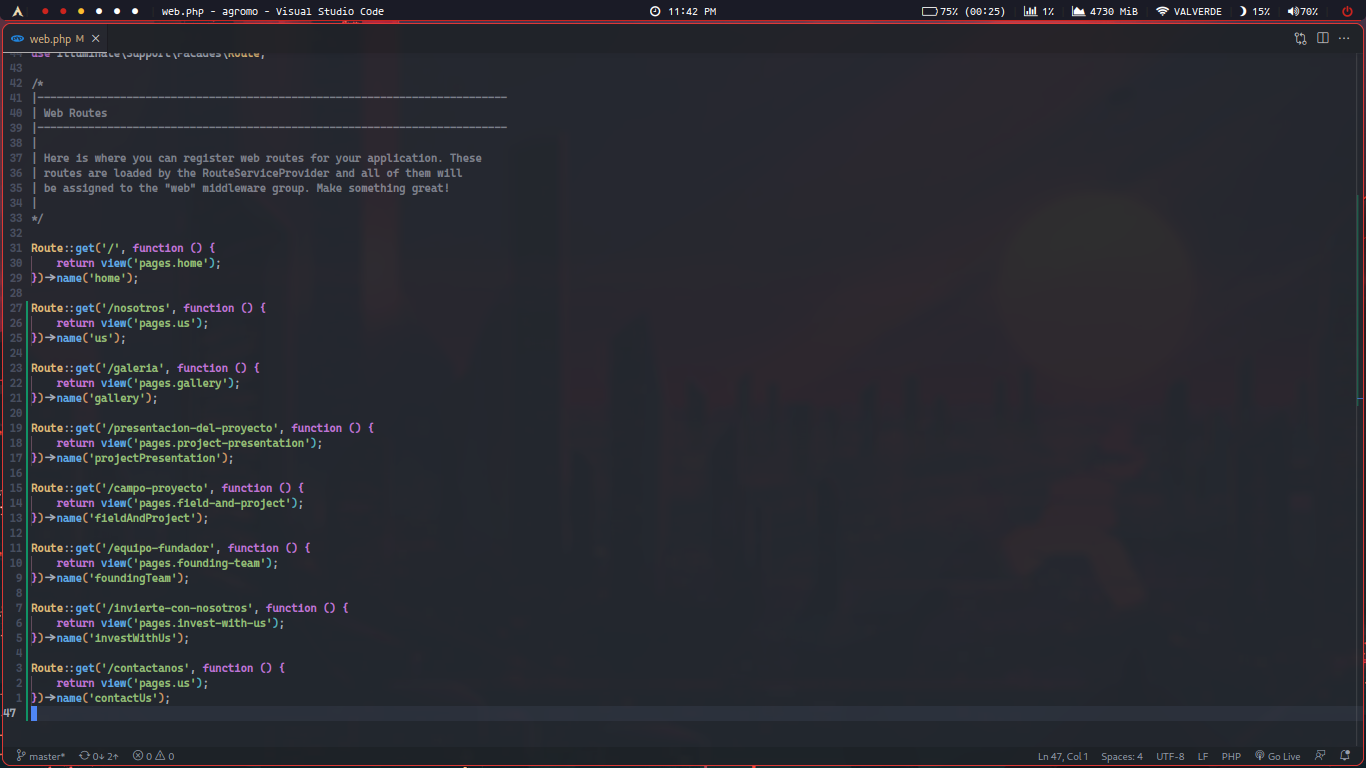 web.php - agromo - Visual Studio Code
11:42 PM
75% (00:25)
1%
4730 MiB
VALVERDE
15%
70%
web.php M
44 use Illuminate\Support\Facades\Route;
43
42 /*
41 |--------------------------------------------------------------------------
40 | Web Routes
39 |--------------------------------------------------------------------------
38 |
37 | Here is where you can register web routes for your application. These
36 | routes are loaded by the RouteServiceProvider and all of them will
35 | be assigned to the "web" middleware group. Make something great!
34 |
33 */
32
31 Route::get('/', function () {
30     return view('pages.home');
29 })->name('home');
28
27 Route::get('/nosotros', function () {
26     return view('pages.us');
25 })->name('us');
24
23 Route::get('/galeria', function () {
22     return view('pages.gallery');
21 })->name('gallery');
20
19 Route::get('/presentacion-del-proyecto', function () {
18     return view('pages.project-presentation');
17 })->name('projectPresentation');
16
15 Route::get('/campo-proyecto', function () {
14     return view('pages.field-and-project');
13 })->name('fieldAndProject');
12
11 Route::get('/equipo-fundador', function () {
10     return view('pages.founding-team');
9 })->name('foundingTeam');
8
7 Route::get('/invierte-con-nosotros', function () {
6     return view('pages.invest-with-us');
5 })->name('investWithUs');
4
3 Route::get('/contactanos', function () {
2     return view('pages.us');
1 })->name('contactUs');
47
master* 0↓ 2↑ 0 0
Ln 47, Col 1 Spaces: 4 UTF-8 LF PHP Go Live